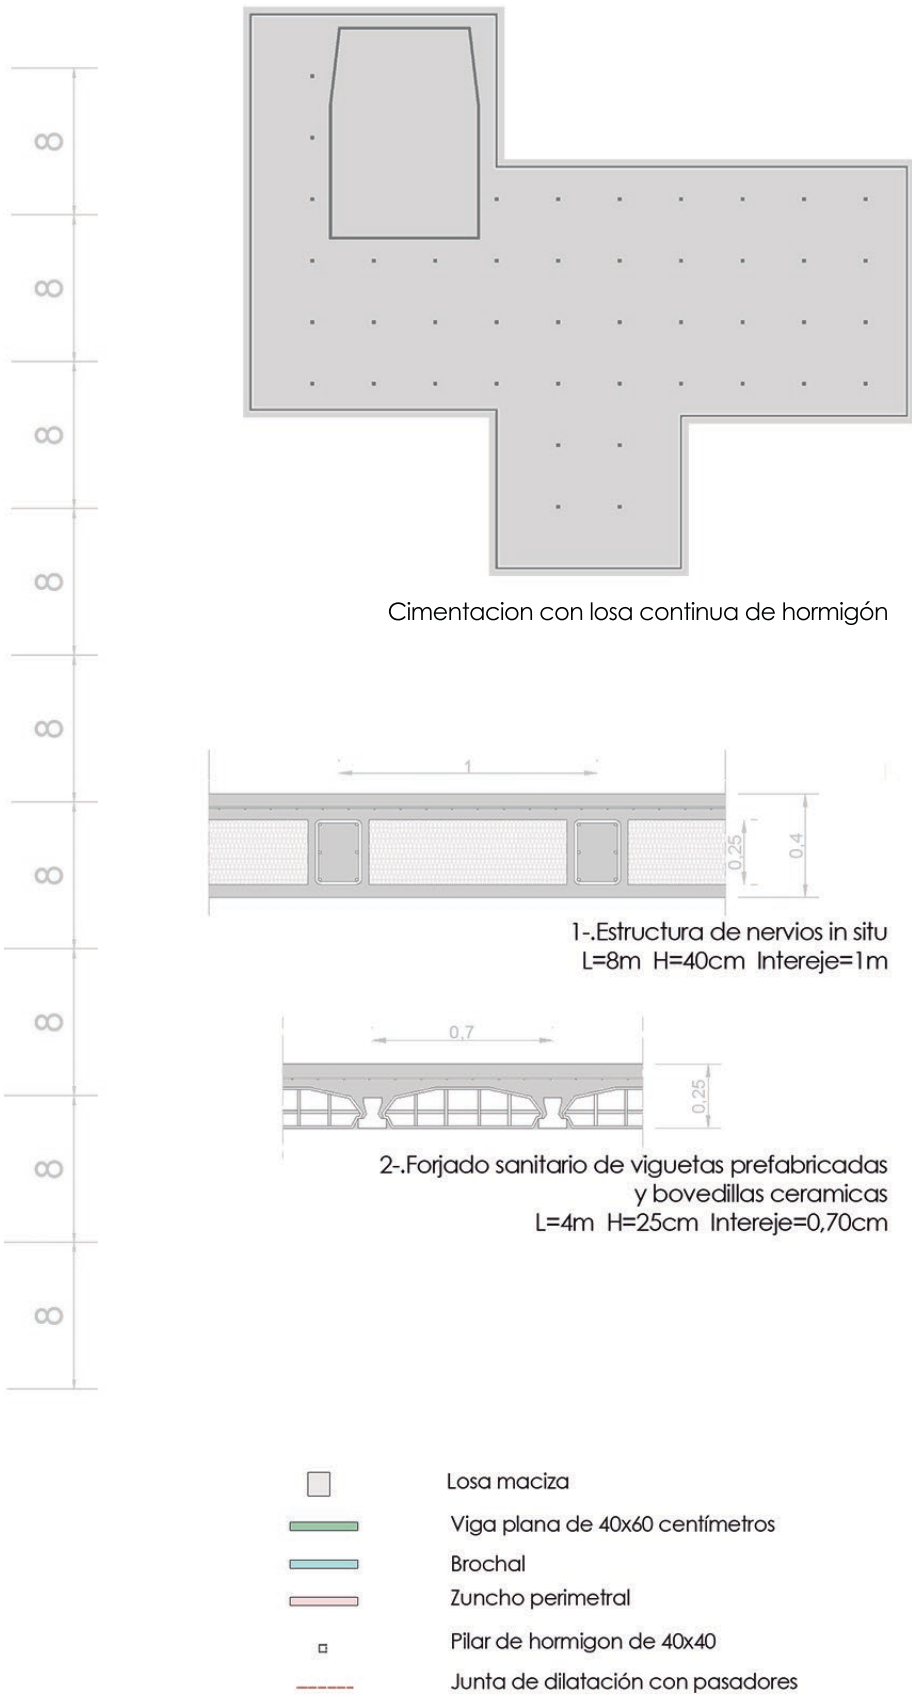 8
8
8
8
8
8
8
8
8
Cimentacion con losa continua de hormigón
1
0,25
0,4
1-.Estructura de nervios in situ
L=8m H=40cm Intereje=1m
0,7
0,25
2-.Forjado sanitario de viguetas prefabricadas
y bovedillas ceramicas
L=4m H=25cm Intereje=0,70cm
Losa maciza
Viga plana de 40x60 centímetros
Brochal
Zuncho perimetral
Pilar de hormigon de 40x40
Junta de dilatación con pasadores